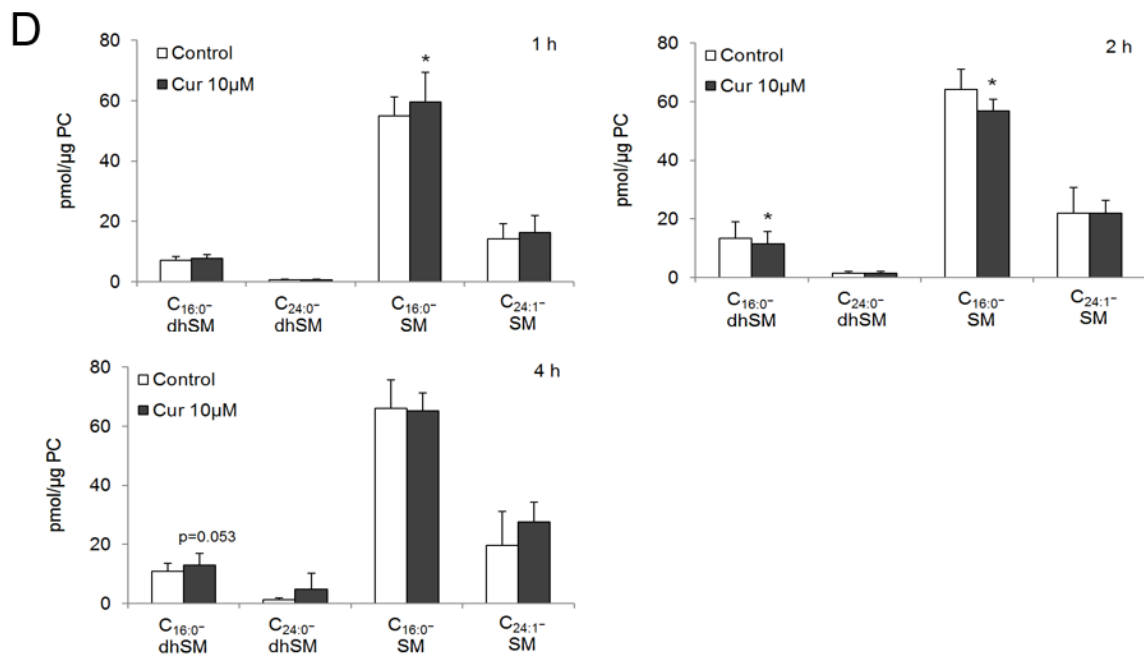 D
80
60
40
20
0
pmol/µg PC
Control
Cur 10µM
1 h
*
C16:0-
dhSM
C24:0-
dhSM
C16:0-
SM
C24:1-
SM
80
60
40
20
0
pmol/µg PC
Control
Cur 10µM
2 h
*
*
C16:0-
dhSM
C24:0-
dhSM
C16:0-
SM
C24:1-
SM
80
60
40
20
0
pmol/µg PC
Control
Cur 10µM
4 h
p=0.053
C16:0-
dhSM
C24:0-
dhSM
C16:0-
SM
C24:1-
SM